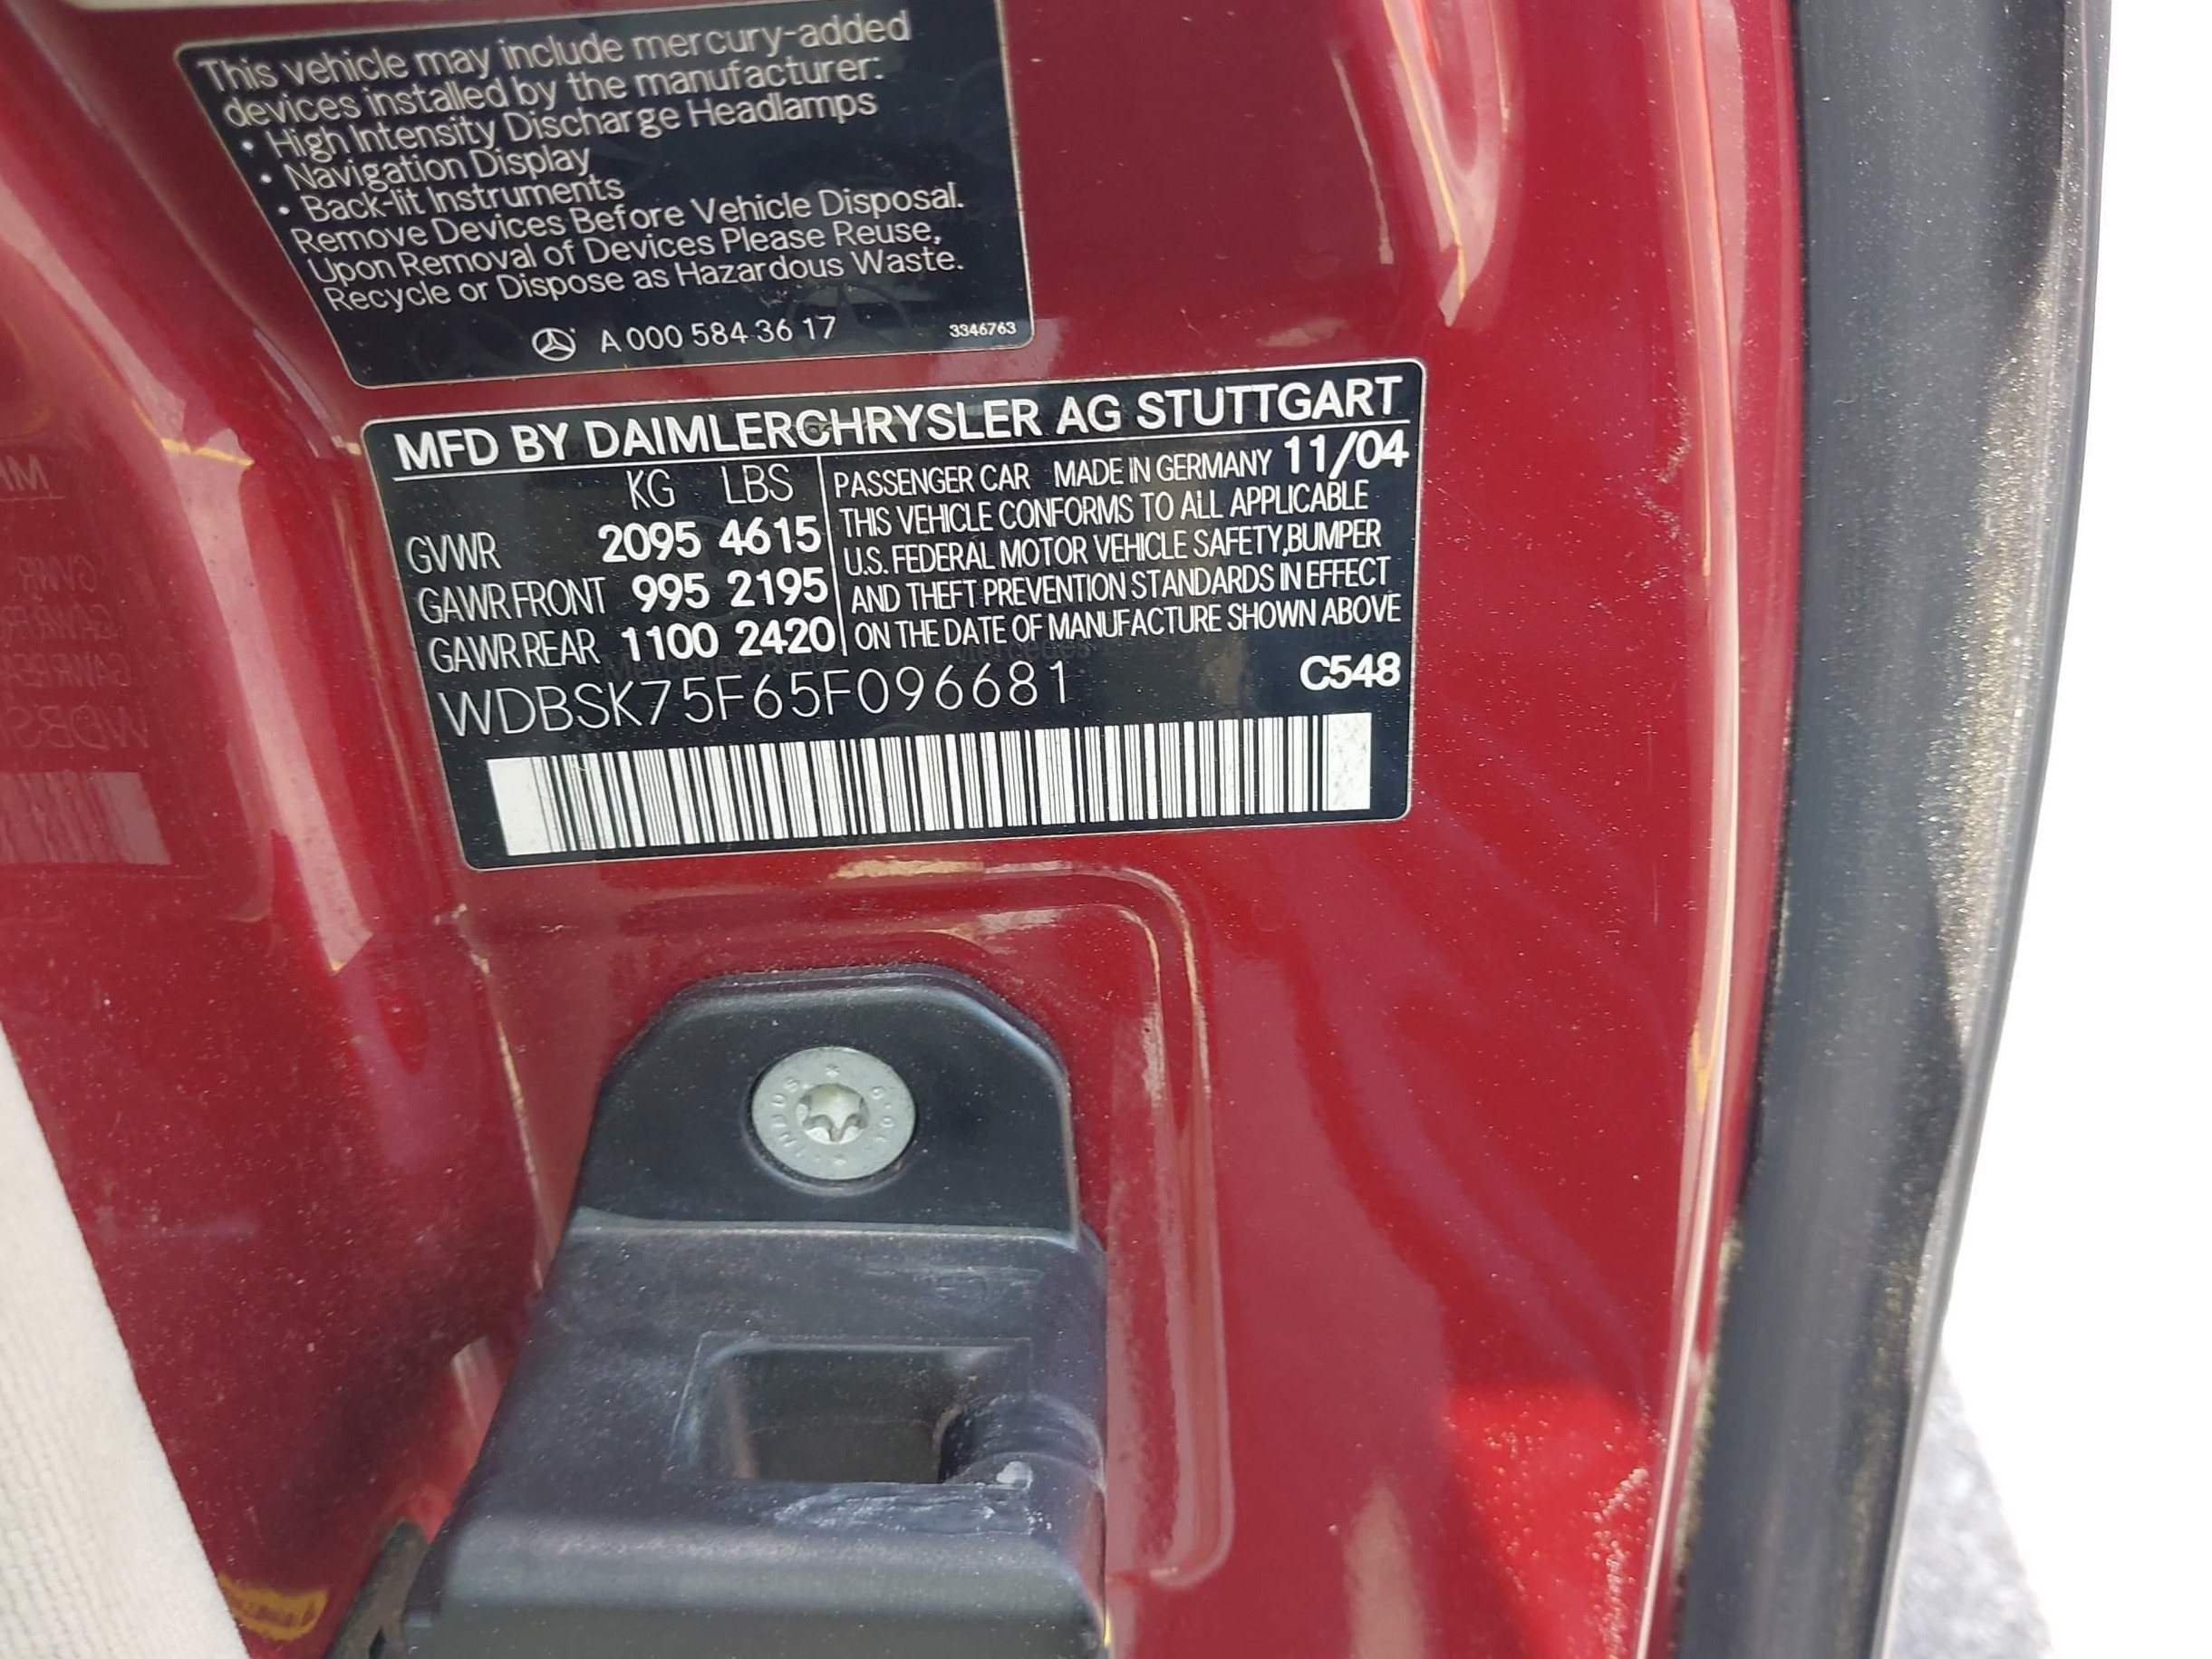 This vehicle may include mercury-added
devices installed by the manufacturer:
• High Intensity Discharge Headlamps
• Navigation Display
• Back-lit Instruments
Remove Devices Before Vehicle Disposal.
Upon Removal of Devices Please Reuse,
Recycle or Dispose as Hazardous Waste.
A 000 584 36 17 3346763
MFD BY DAIMLERCHRYSLER AG STUTTGART
KG LBS
GVWR 2095 4615
GAWR FRONT 995 2195
GAWR REAR 1100 2420
PASSENGER CAR MADE IN GERMANY 11/04
THIS VEHICLE CONFORMS TO ALL APPLICABLE
U.S. FEDERAL MOTOR VEHICLE SAFETY,BUMPER
AND THEFT PREVENTION STANDARDS IN EFFECT
ON THE DATE OF MANUFACTURE SHOWN ABOVE
WDBSK75F65F096681 C548